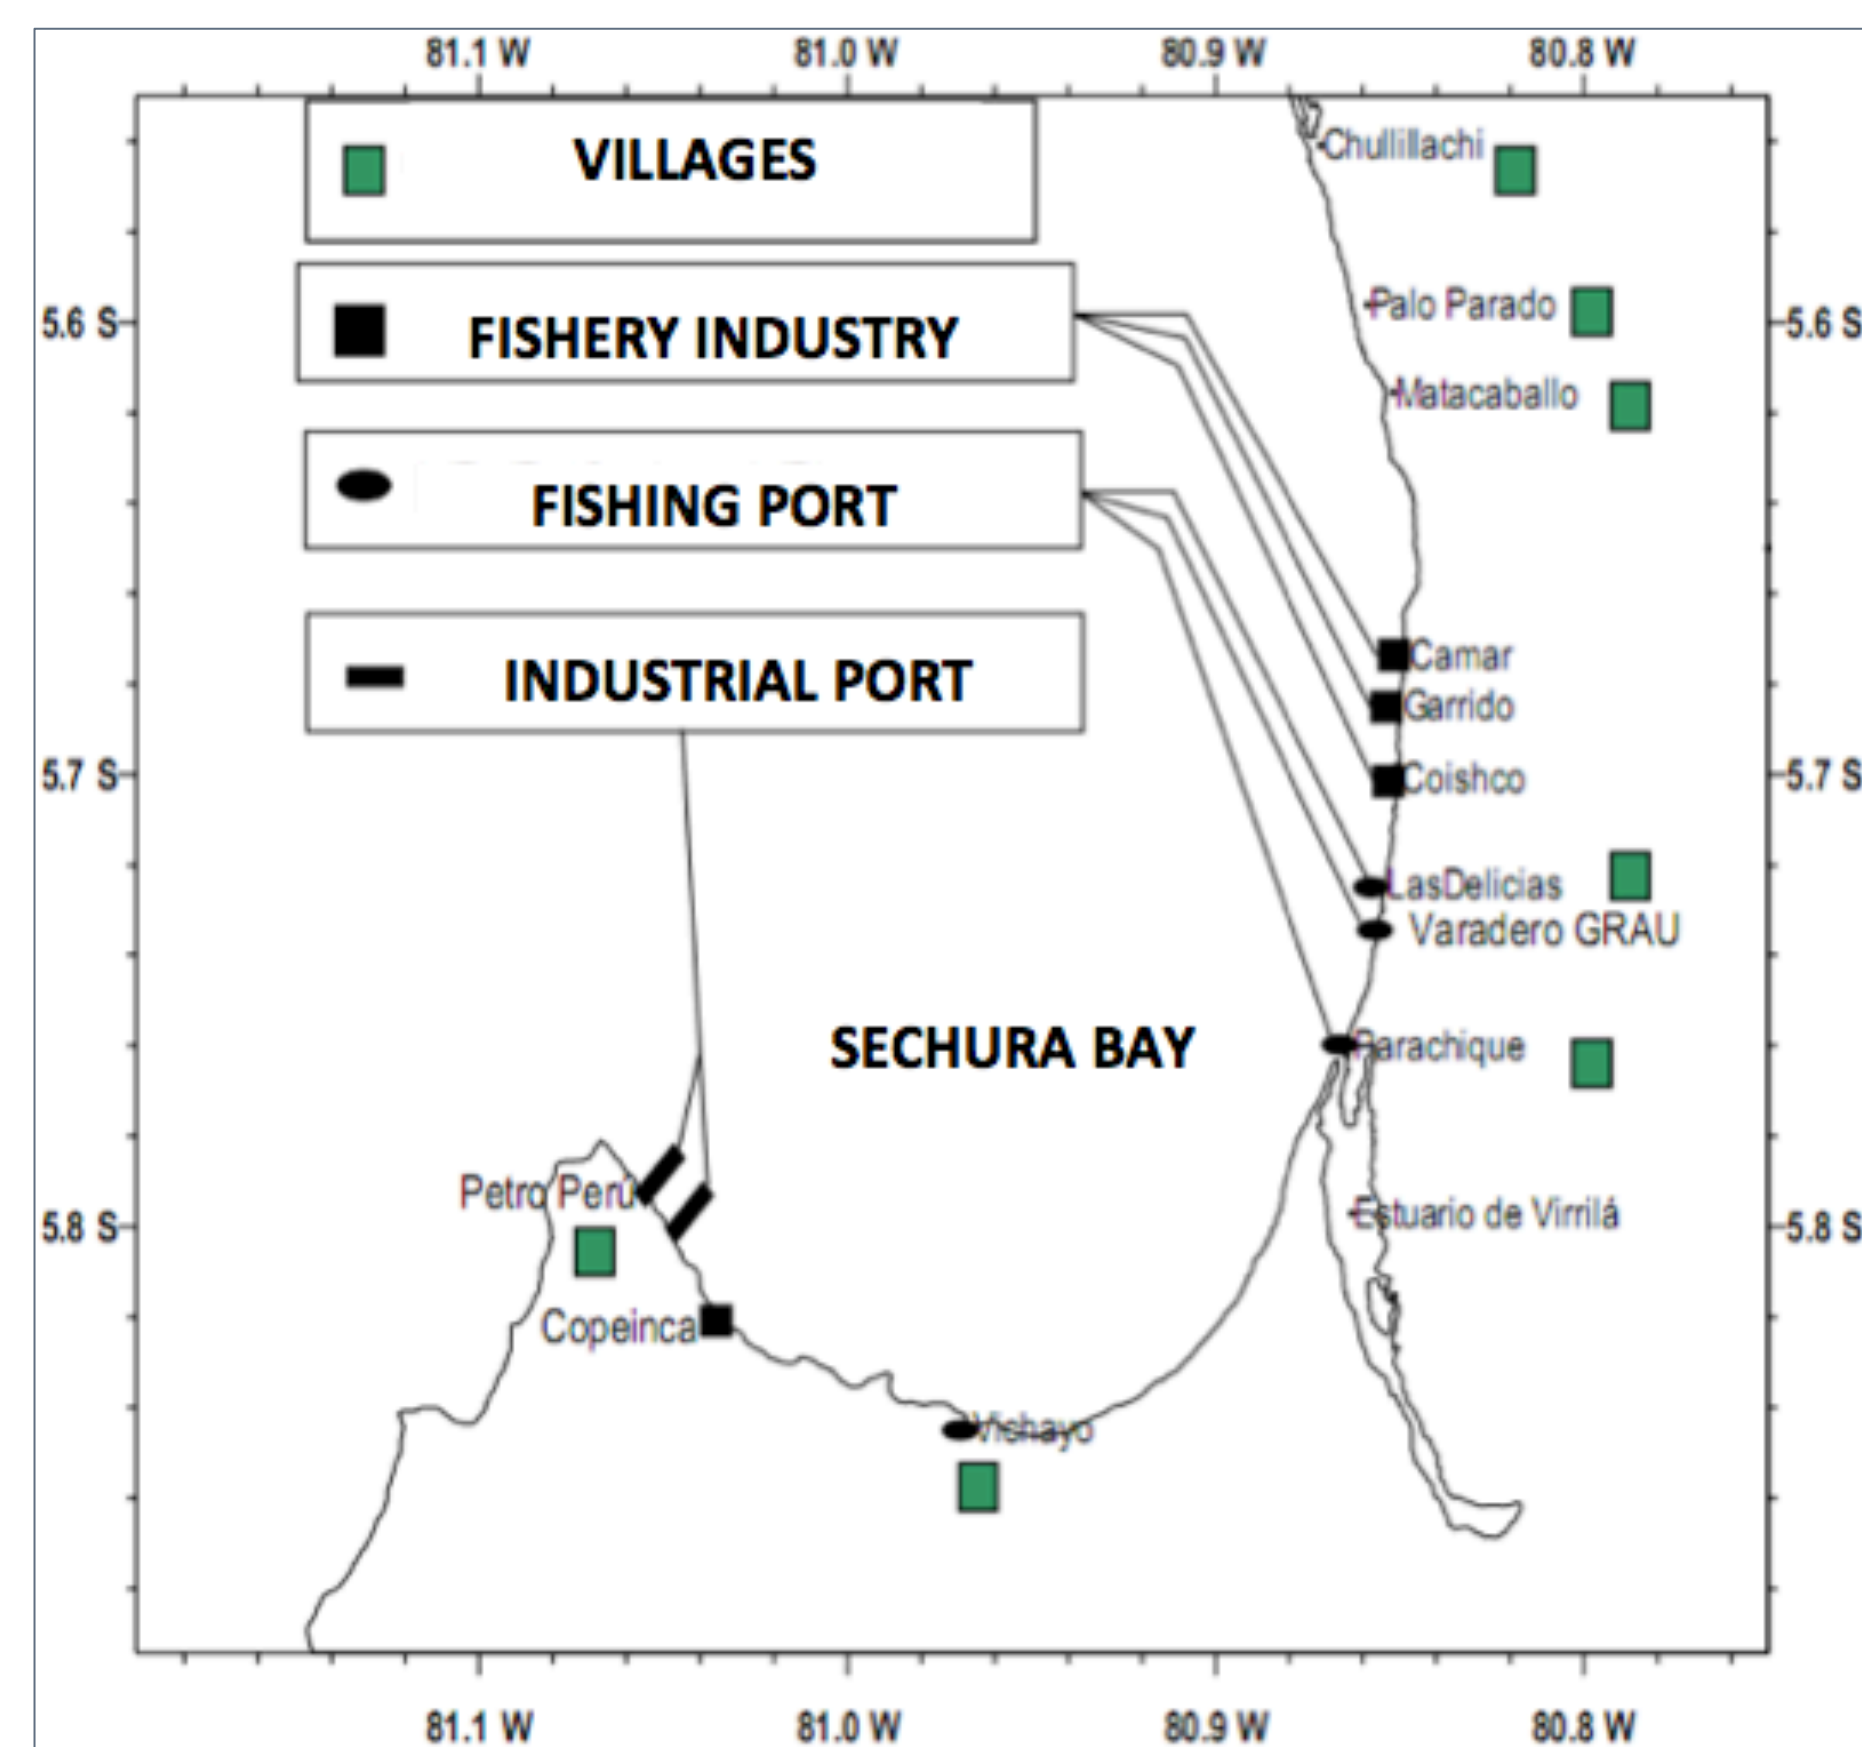 81.1 W 81.0 W 80.9 W 80.8 W
VILLAGES
Chullillachi
5.6 S
Palo Parado
5.6 S
FISHERY INDUSTRY
Matacaballo
FISHING PORT
Camar
INDUSTRIAL PORT
Garrido
5.7 S
Coishco
5.7 S
LasDelicias
Varadero GRAU
SECHURA BAY
Parachique
Petro Perú
5.8 S
Estuario de Virrilá
5.8 S
Copeinca
Vichayo
81.1 W 81.0 W 80.9 W 80.8 W